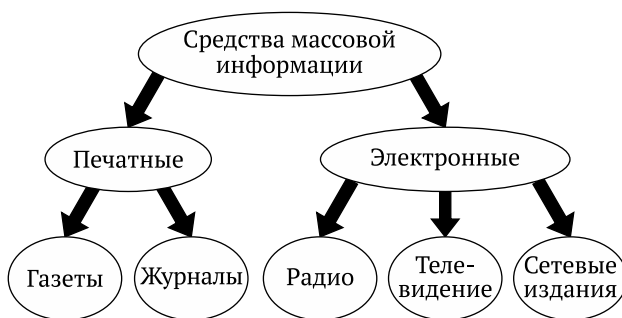 Средства массовой
информации
Печатные
Электронные
Газеты
Журналы
Радио
Теле-
видение
Сетевые
издания